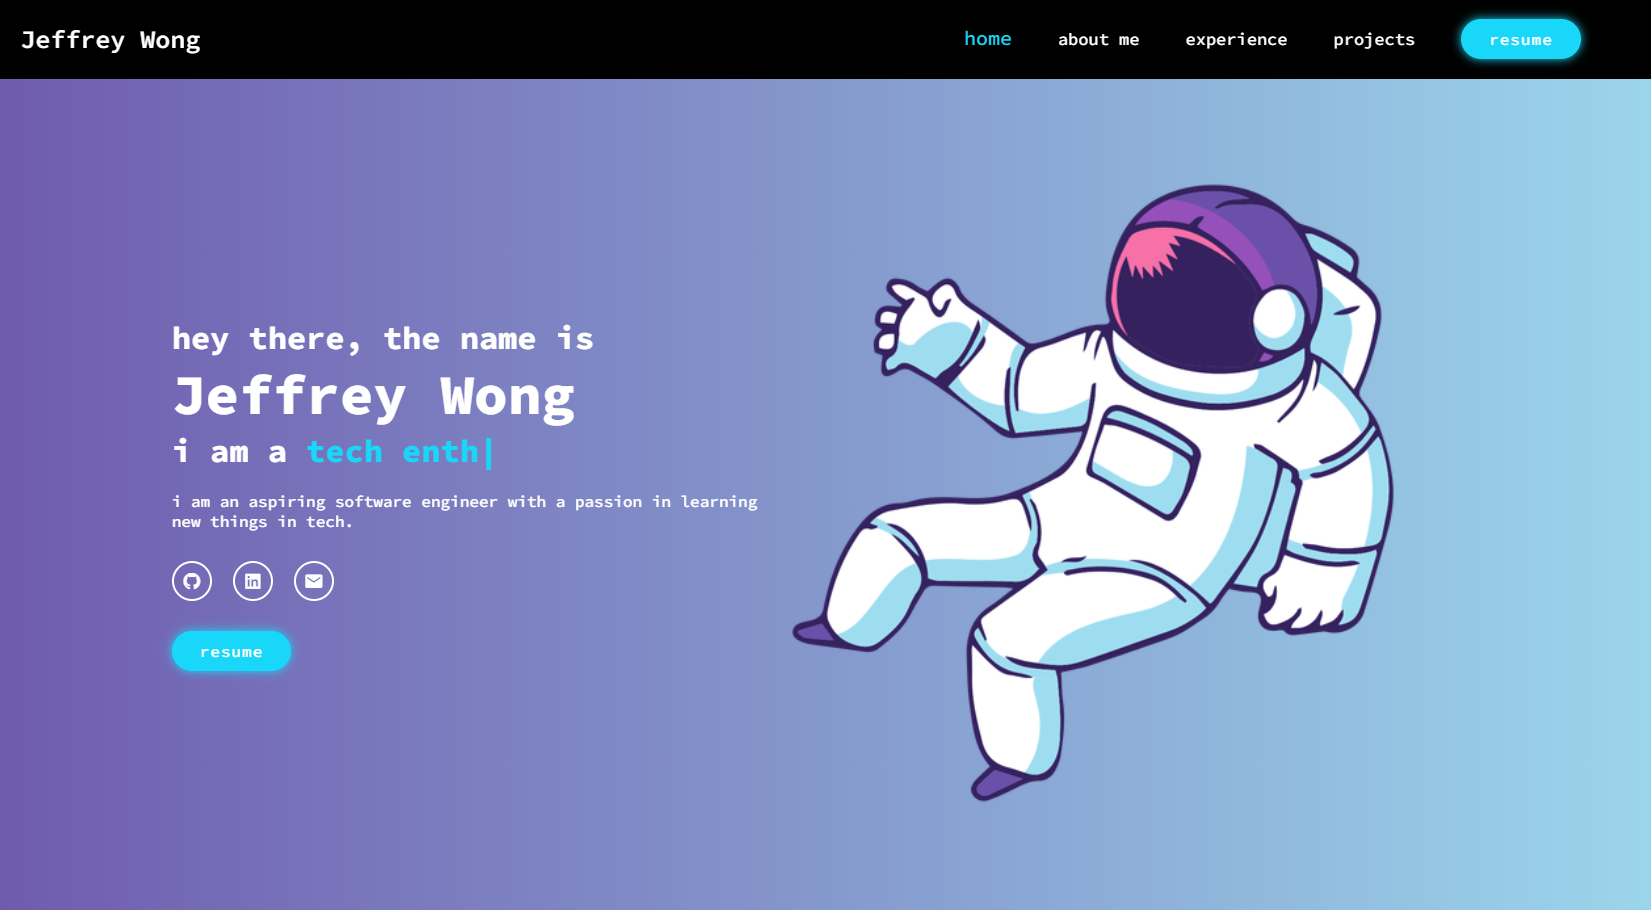 Jeffrey Wong
home about me experience projects resume
hey there, the name is
Jeffrey Wong
i am a tech enth|
i am an aspiring software engineer with a passion in learning
new things in tech.
in
resume